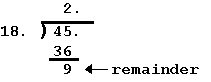 2.
18. ) 45.
36
9 ← remainder